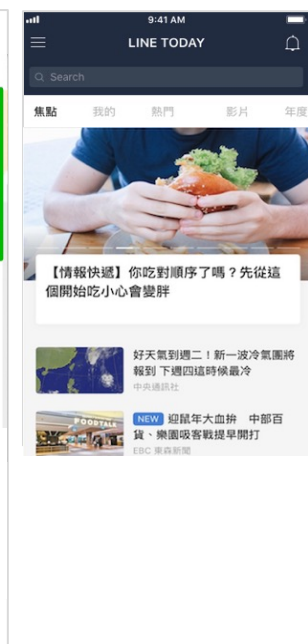 9:41 AM
LINE TODAY
Search
焦點 我的 熱門 影片 年度
【情報快遞】你吃對順序了嗎？先從這
個開始吃小心會變胖
好天氣到週二！新一波冷氣團將
報到 下週四這時候最冷
中央通訊社
FOODTALK
NEW 迎鼠年大血拚 中部百
貨、樂園吸客戰提早開打
EBC 東森新聞